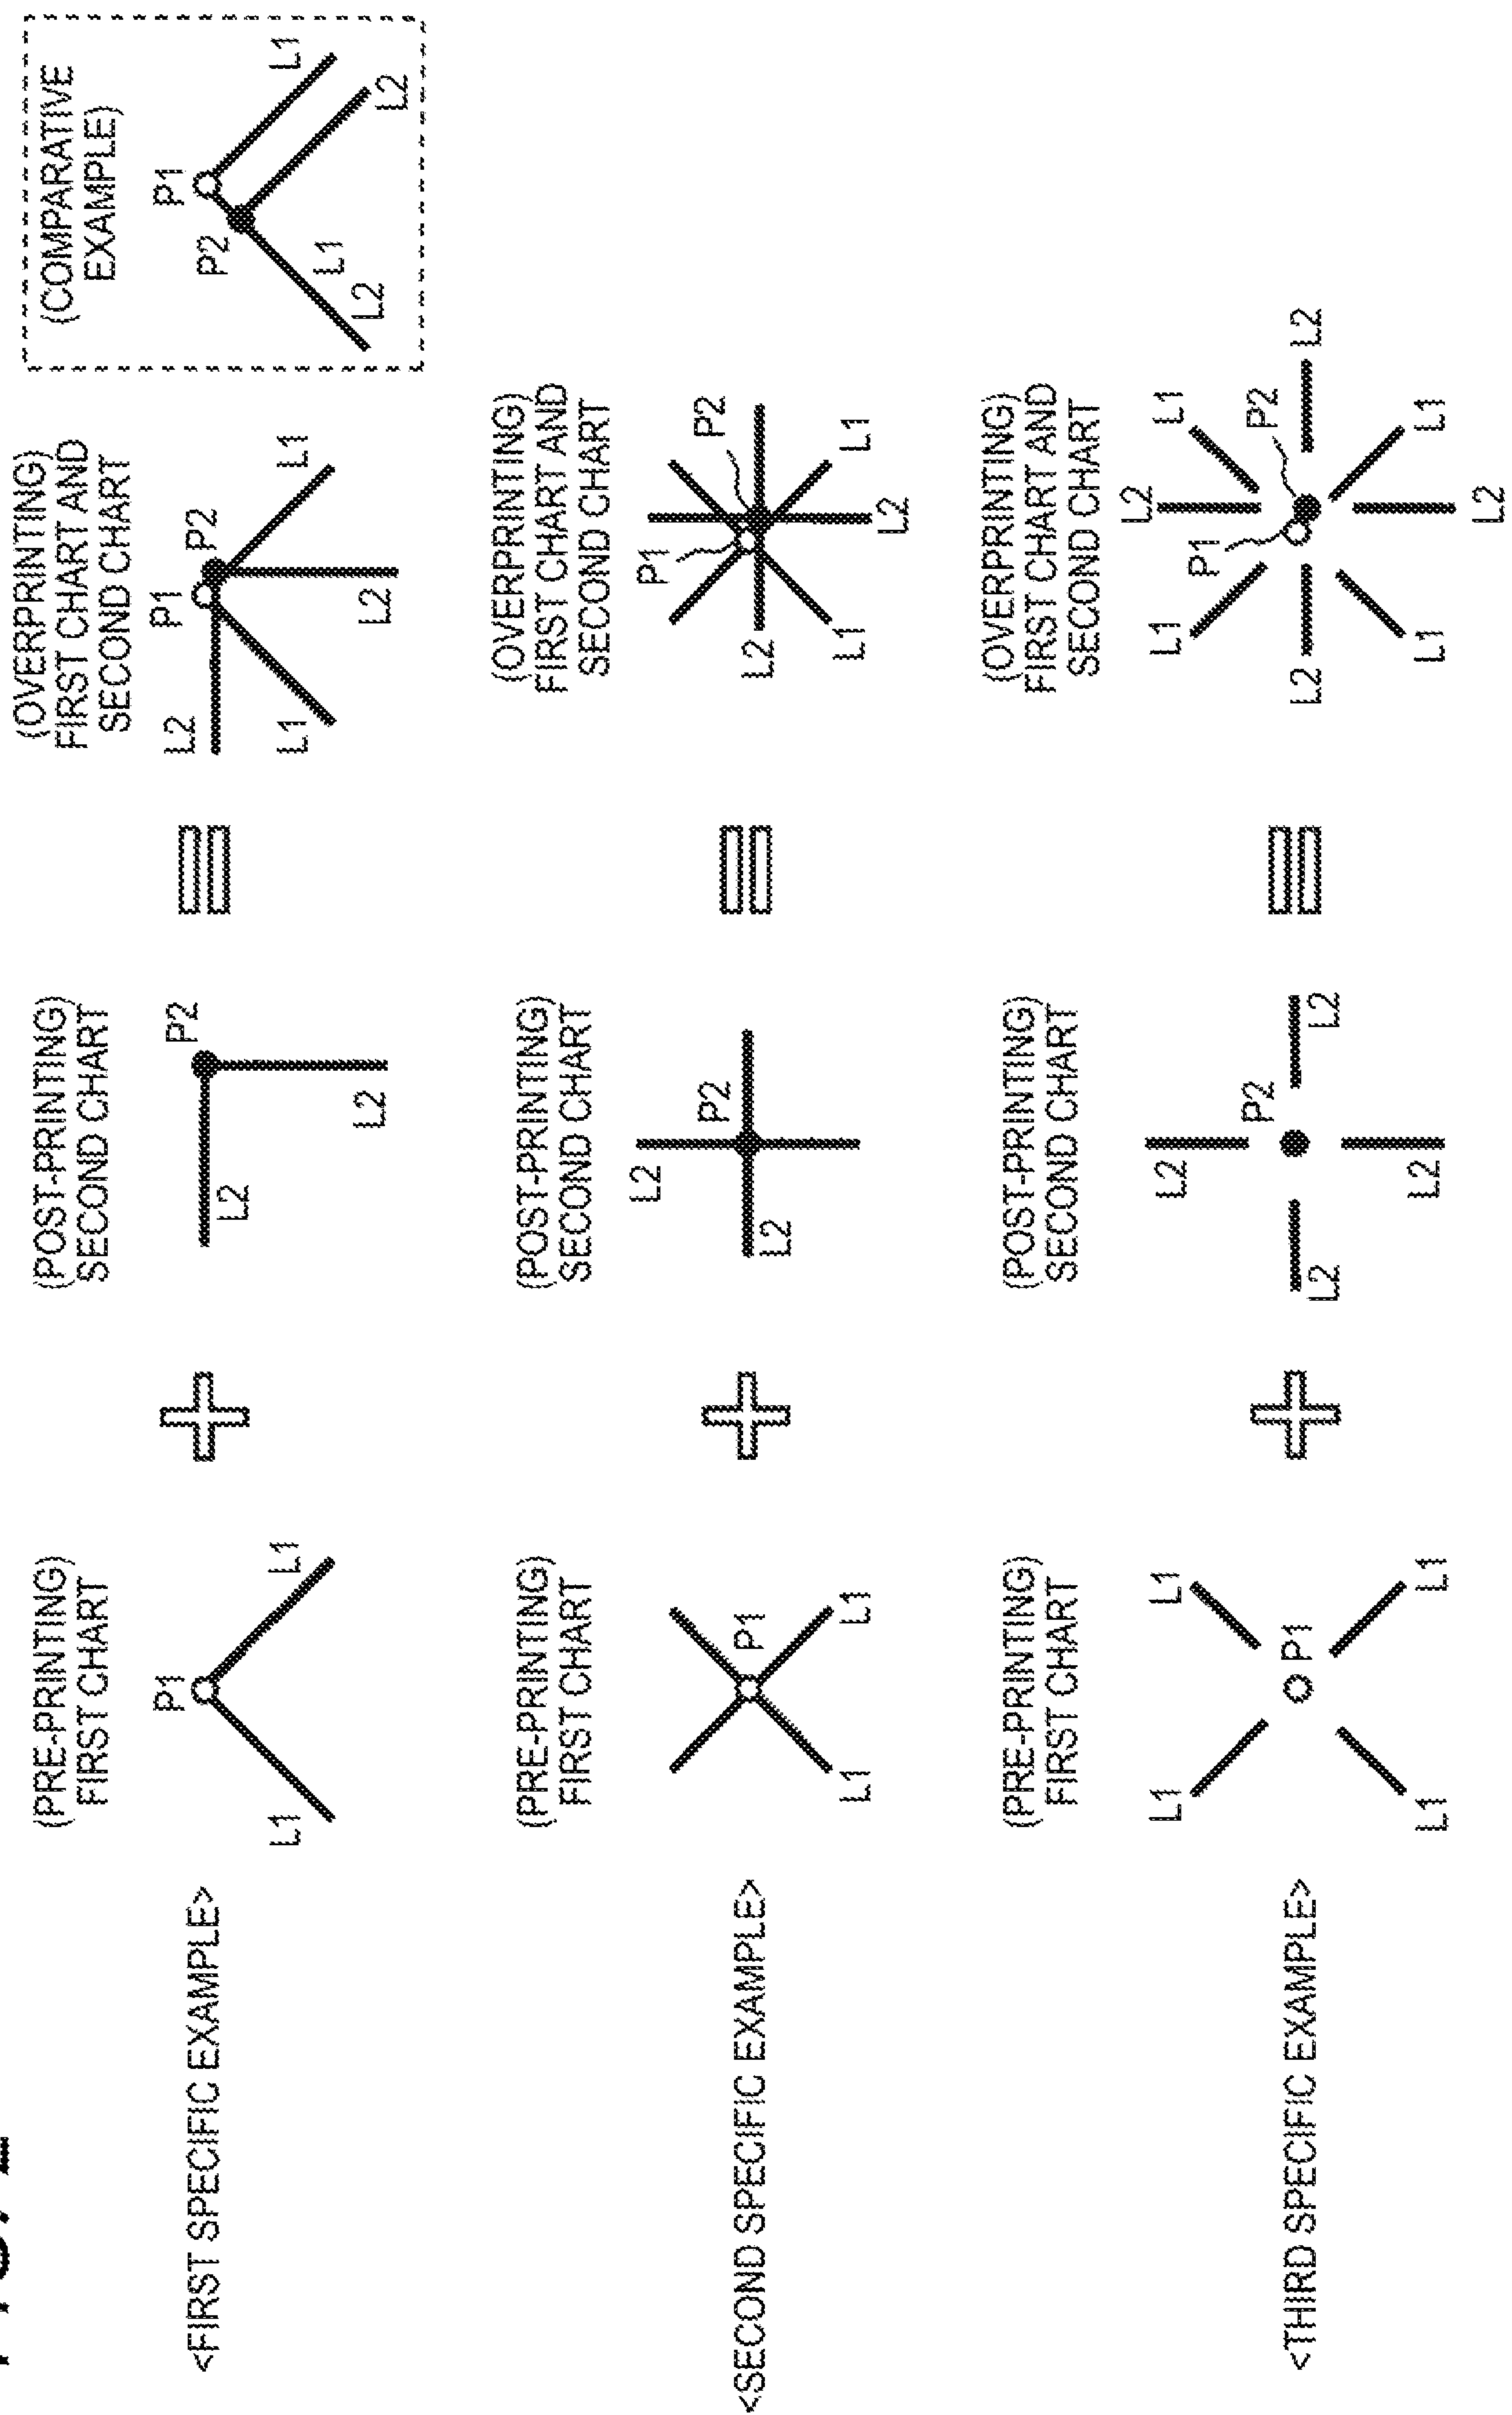 <FIRST SPECIFIC EXAMPLE>
(PRE-PRINTING)
FIRST CHART
P1
L1
L1
(POST-PRINTING)
SECOND CHART
P2
L2
L2
(OVERPRINTING)
FIRST CHART AND
SECOND CHART
P1
P2
L2
L1
L1
L2
(COMPARATIVE
EXAMPLE)
P1
L1
P2
L1
L2
L2
<SECOND SPECIFIC EXAMPLE>
(PRE-PRINTING)
FIRST CHART
P1
L1
L1
(POST-PRINTING)
SECOND CHART
L2
P2
L2
(OVERPRINTING)
FIRST CHART AND
SECOND CHART
P1
P2
L2
L1
L1
L2
<THIRD SPECIFIC EXAMPLE>
(PRE-PRINTING)
FIRST CHART
L1
L1
P1
L1
L1
(POST-PRINTING)
SECOND CHART
L2
P2
L2
L2
L2
(OVERPRINTING)
FIRST CHART AND
SECOND CHART
L2
L1
L1
P1
P2
L2
L2
L1
L1
L2